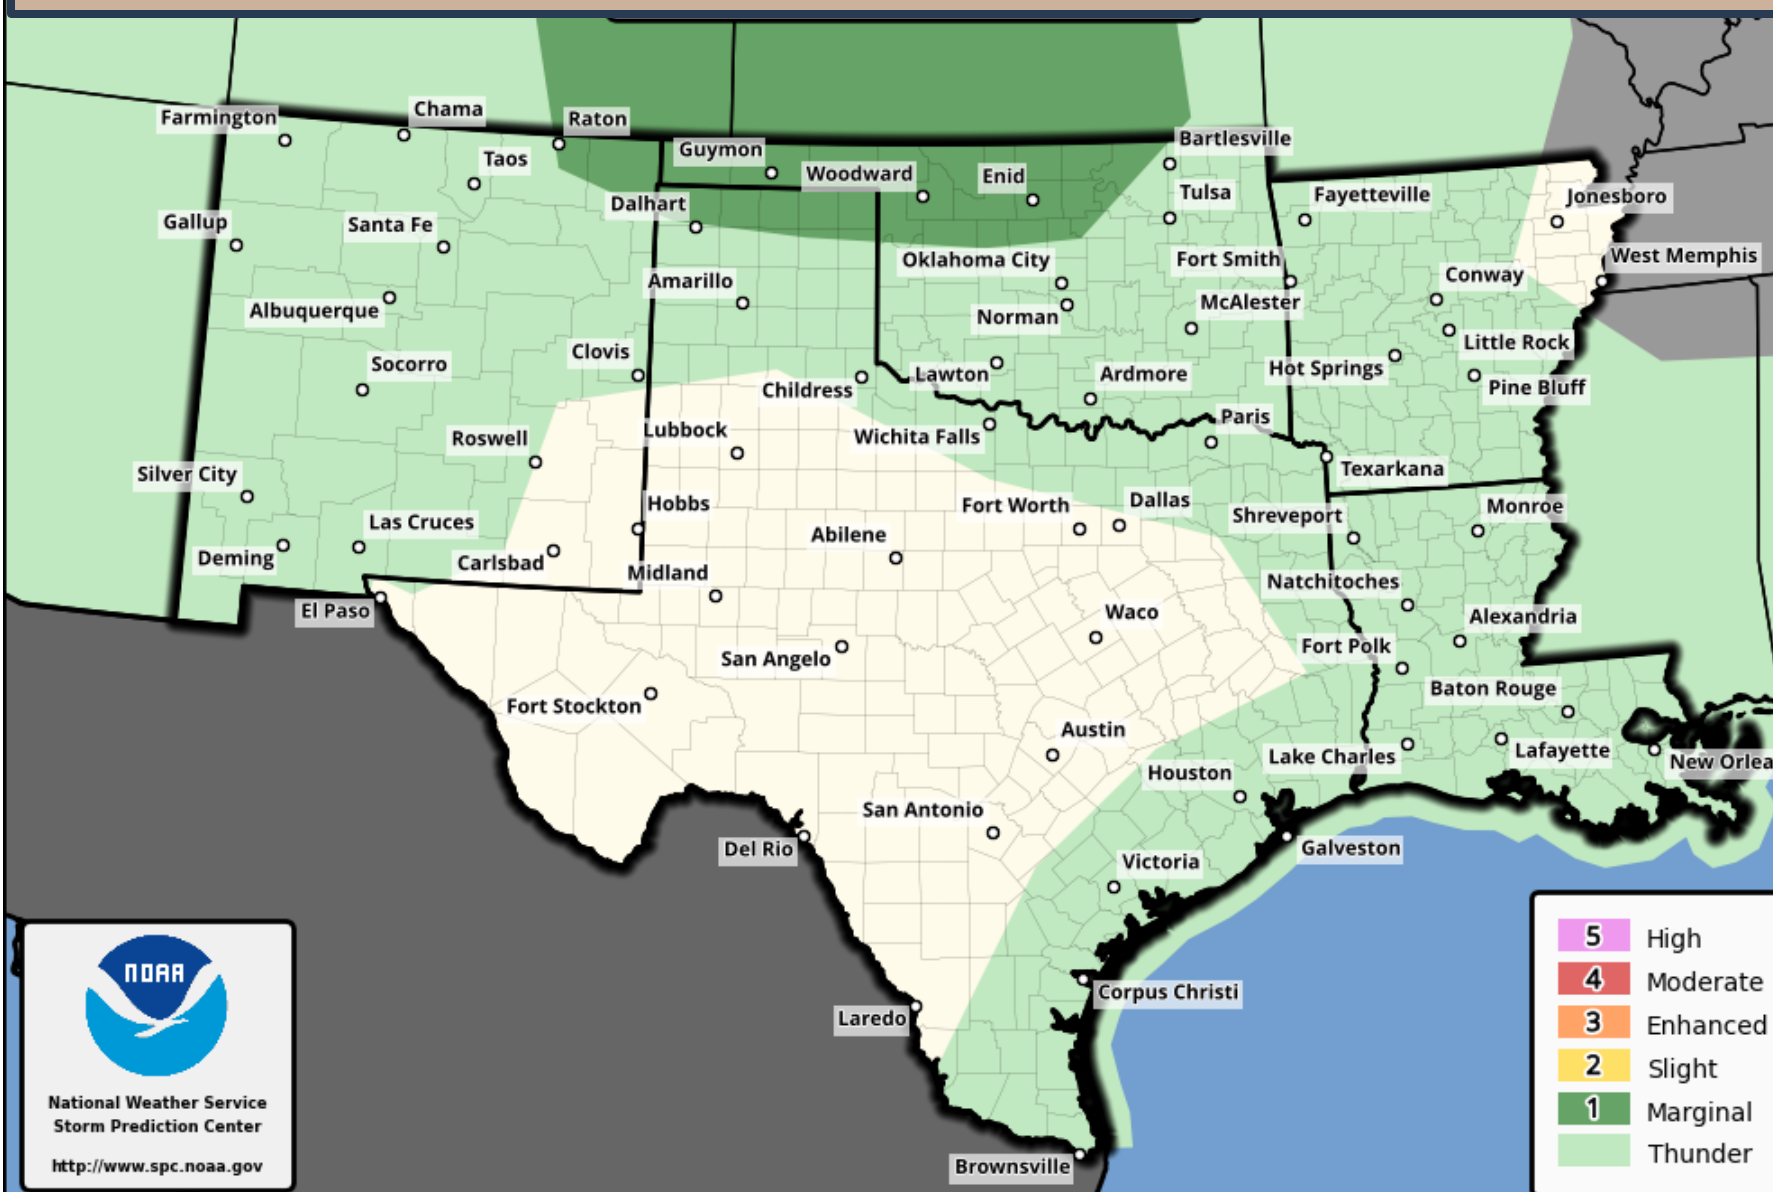 Farmington
Chama
Raton
Taos
Guymon
Woodward
Enid
Bartlesville
Tulsa
Dalhart
Gallup
Santa Fe
Fayetteville
Jonesboro
Albuquerque
Amarillo
Oklahoma City
Fort Smith
West Memphis
Conway
Norman
McAlester
Little Rock
Socorro
Clovis
Childress
Lawton
Ardmore
Hot Springs
Pine Bluff
Roswell
Lubbock
Wichita Falls
Paris
Texarkana
Silver City
Hobbs
Fort Worth
Dallas
Shreveport
Monroe
Las Cruces
Abilene
Deming
Carlsbad
Midland
Natchitoches
El Paso
Waco
Alexandria
San Angelo
Fort Polk
Fort Stockton
Baton Rouge
Austin
Lake Charles
Lafayette
New Orlea
Houston
San Antonio
Del Rio
Galveston
Victoria
Corpus Christi
Laredo
Brownsville
NOAA
National Weather Service
Storm Prediction Center
http://www.spc.noaa.gov
5 High
4 Moderate
3 Enhanced
2 Slight
1 Marginal
Thunder